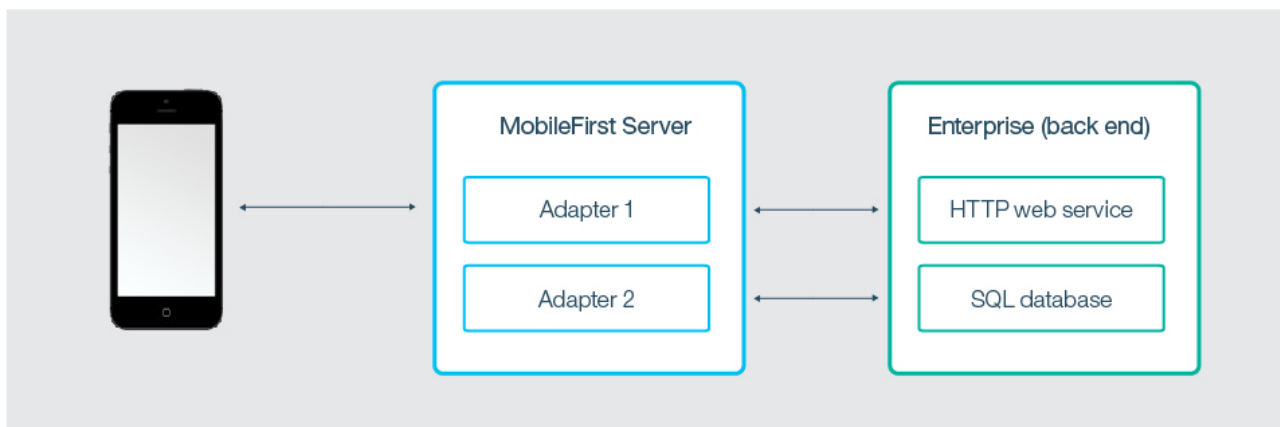 MobileFirst Server
Adapter 1
Adapter 2
Enterprise (back end)
HTTP web service
SQL database